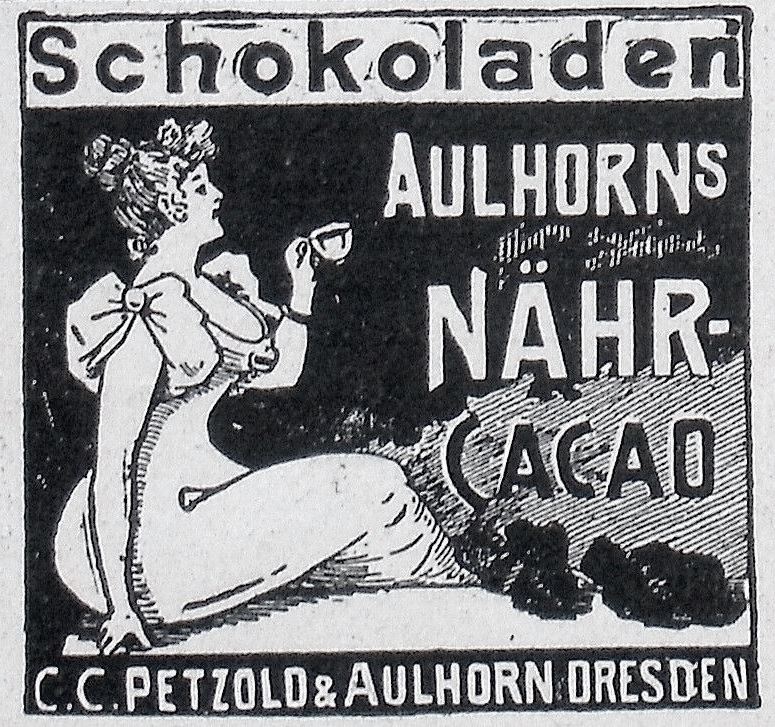 Schokoladen
AULHORNS
NÄHR-
CACAO
C.C. PETZOLD & AULHORN DRESDEN